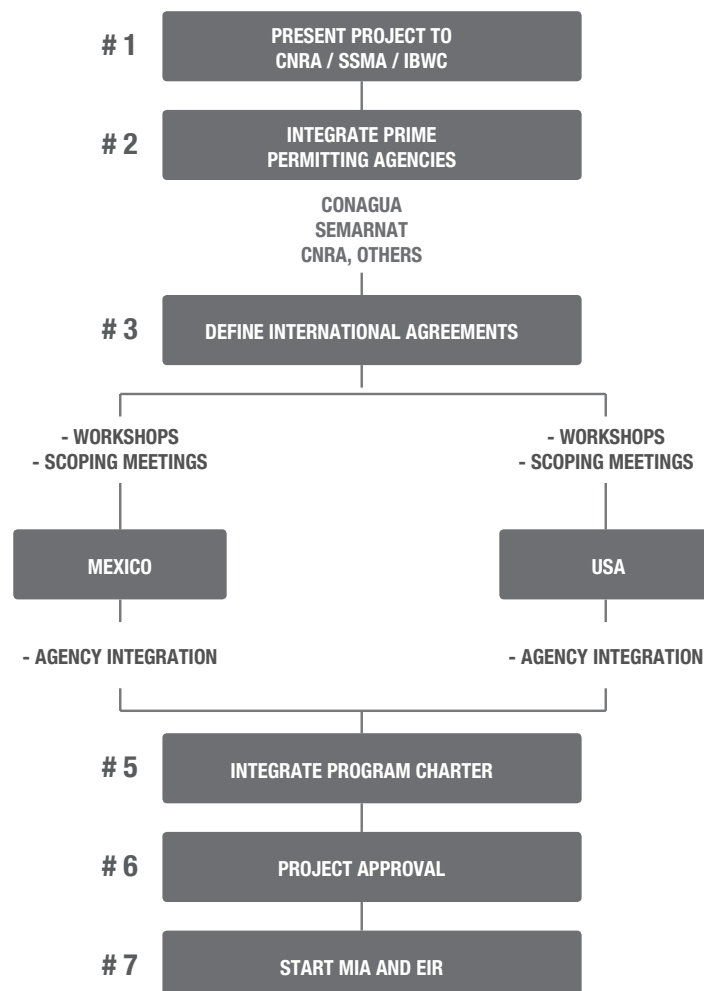 # 1
PRESENT PROJECT TO
CNRA / SSMA / IBWC
# 2
INTEGRATE PRIME
PERMITTING AGENCIES
CONAGUA
SEMARNAT
CNRA, OTHERS
# 3
DEFINE INTERNATIONAL AGREEMENTS
- WORKSHOPS
- SCOPING MEETINGS
- WORKSHOPS
- SCOPING MEETINGS
MEXICO
USA
- AGENCY INTEGRATION
- AGENCY INTEGRATION
# 5
INTEGRATE PROGRAM CHARTER
# 6
PROJECT APPROVAL
# 7
START MIA AND EIR